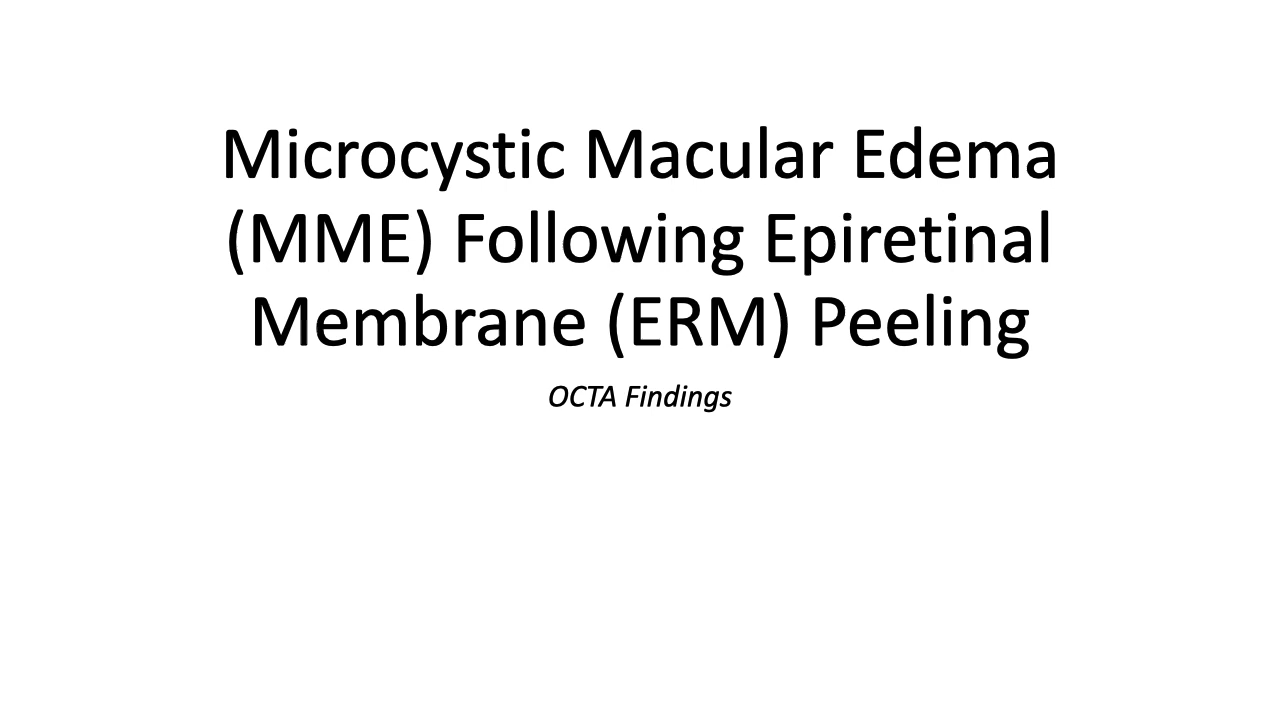 Microcystic Macular Edema
(MME) Following Epiretinal
Membrane (ERM) Peeling
OCTA Findings